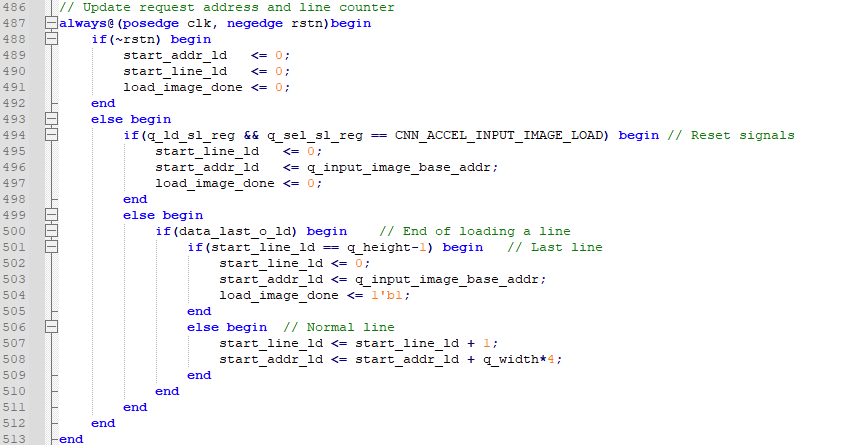 486 // Update request address and line counter
487 always@(posedge clk, negedge rstn)begin
488     if(~rstn) begin
489         start_addr_ld   <= 0;
490         start_line_ld   <= 0;
491         load_image_done <= 0;
492     end
493     else begin
494         if(q_ld_sl_reg && q_sel_sl_reg == CNN_ACCEL_INPUT_IMAGE_LOAD) begin // Reset signals
495             start_line_ld   <= 0;
496             start_addr_ld   <= q_input_image_base_addr;
497             load_image_done <= 0;
498         end
499         else begin
500             if(data_last_o_ld) begin    // End of loading a line
501                 if(start_line_ld == q_height-1) begin   // Last line
502                     start_line_ld <= 0;
503                     start_addr_ld <= q_input_image_base_addr;
504                     load_image_done <= 1'b1;
505                 end
506                 else begin  // Normal line
507                     start_line_ld <= start_line_ld + 1;
508                     start_addr_ld <= start_addr_ld + q_width*4;
509                 end
510             end
511         end
512     end
513 end